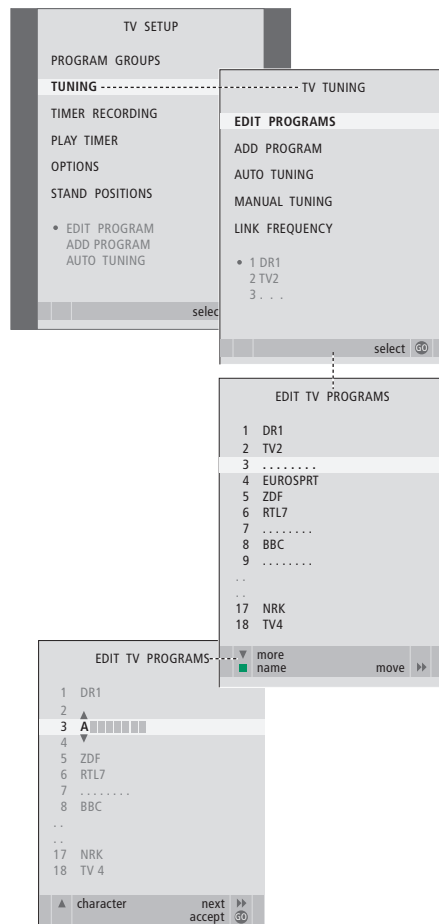 TV SETUP
PROGRAM GROUPS
TUNING
TIMER RECORDING
PLAY TIMER
OPTIONS
STAND POSITIONS
• EDIT PROGRAM
ADD PROGRAM
AUTO TUNING
selec
TV TUNING
EDIT PROGRAMS
ADD PROGRAM
AUTO TUNING
MANUAL TUNING
LINK FREQUENCY
• 1 DR1
2 TV2
3 . . .
select GO
EDIT TV PROGRAMS
1 DR1
2 TV2
3 . . . . . . . .
4 EUROSPRT
5 ZDF
6 RTL7
7 . . . . . . . .
8 BBC
9 . . . . . . . .
. .
. .
17 NRK
18 TV4
▼ more
name move ▶▶
EDIT TV PROGRAMS
1 DR1
2
3 A
4
5 ZDF
6 RTL7
7 . . . . . . . .
8 BBC
. .
. .
17 NRK
18 TV 4
▲ character next ▶▶
accept GO